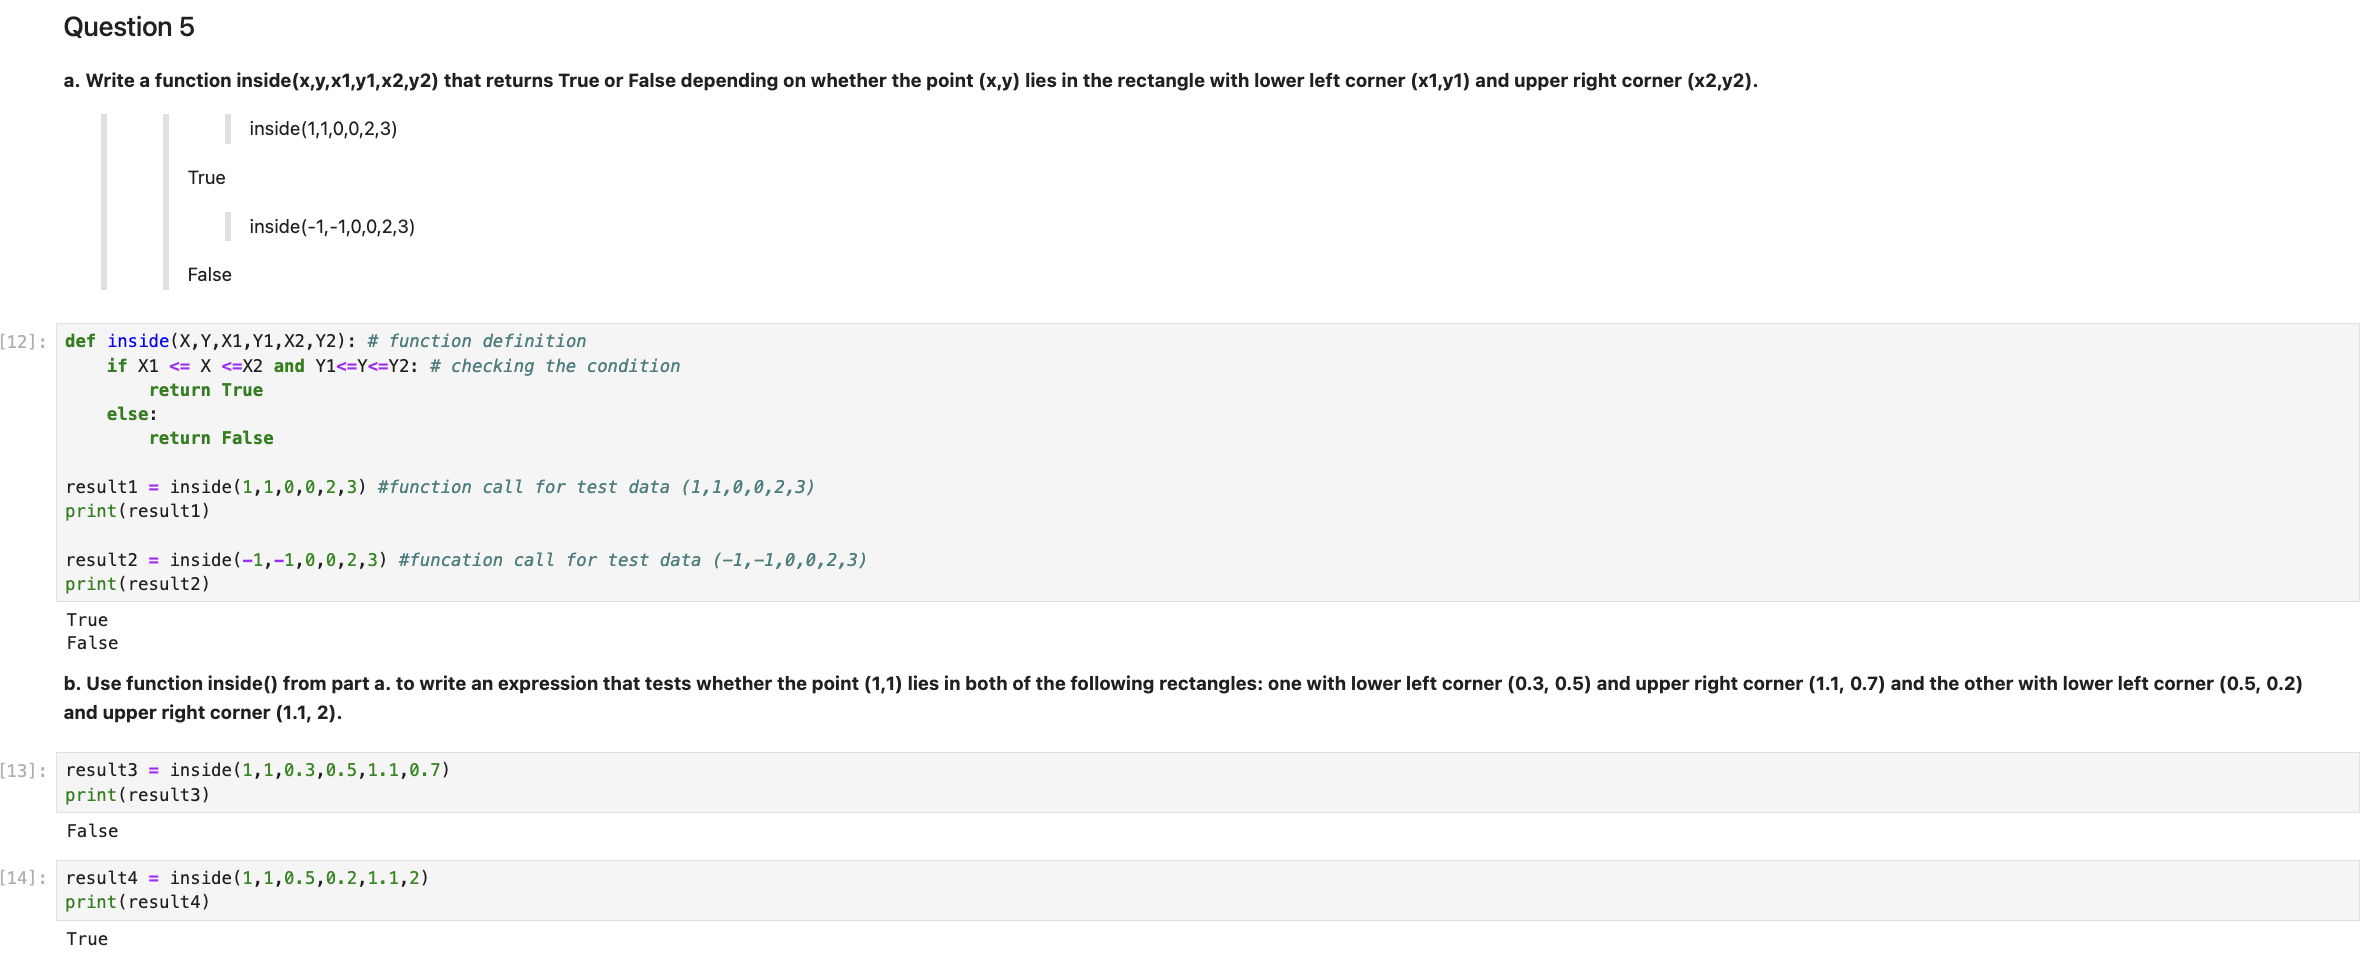 Question 5
a. Write a function inside(x,y,x1,y1,x2,y2) that returns True or False depending on whether the point (x,y) lies in the rectangle with lower left corner (x1,y1) and upper right corner (x2,y2).
inside(1,1,0,0,2,3)
True
inside(-1,-1,0,0,2,3)
False
[12]: def inside(X,Y,X1,Y1,X2,Y2): # function definition
    if X1 <= X <=X2 and Y1<=Y<=Y2: # checking the condition
        return True
    else:
        return False
result1 = inside(1,1,0,0,2,3) #function call for test data (1,1,0,0,2,3)
print(result1)
result2 = inside(-1,-1,0,0,2,3) #funcation call for test data (-1,-1,0,0,2,3)
print(result2)
True
False
b. Use function inside() from part a. to write an expression that tests whether the point (1,1) lies in both of the following rectangles: one with lower left corner (0.3, 0.5) and upper right corner (1.1, 0.7) and the other with lower left corner (0.5, 0.2)
and upper right corner (1.1, 2).
[13]: result3 = inside(1,1,0.3,0.5,1.1,0.7)
print(result3)
False
[14]: result4 = inside(1,1,0.5,0.2,1.1,2)
print(result4)
True